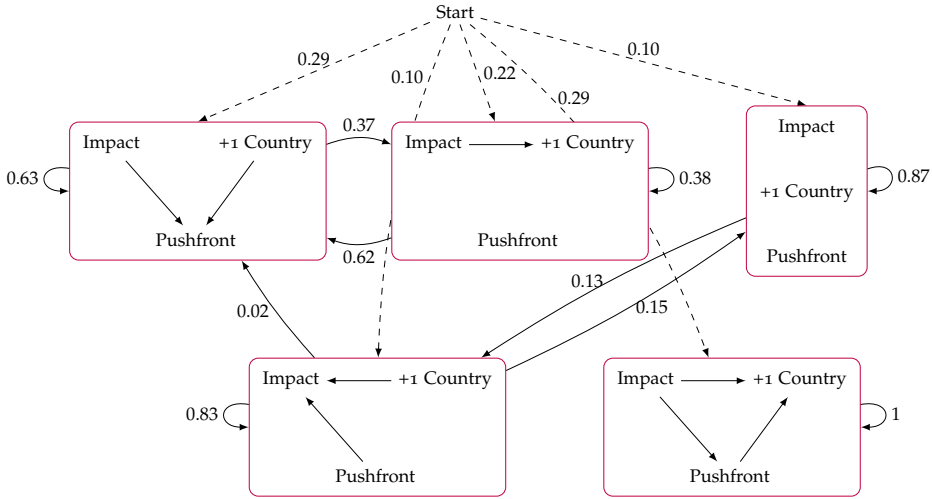 Start
0.29
0.10
0.22
0.29
0.10
Impact +1 Country
Pushfront
0.63
0.37
0.62
Impact +1 Country
Pushfront
0.38
Impact
+1 Country
Pushfront
0.87
0.02
0.13
0.15
Impact +1 Country
Pushfront
0.83
Impact +1 Country
Pushfront
1